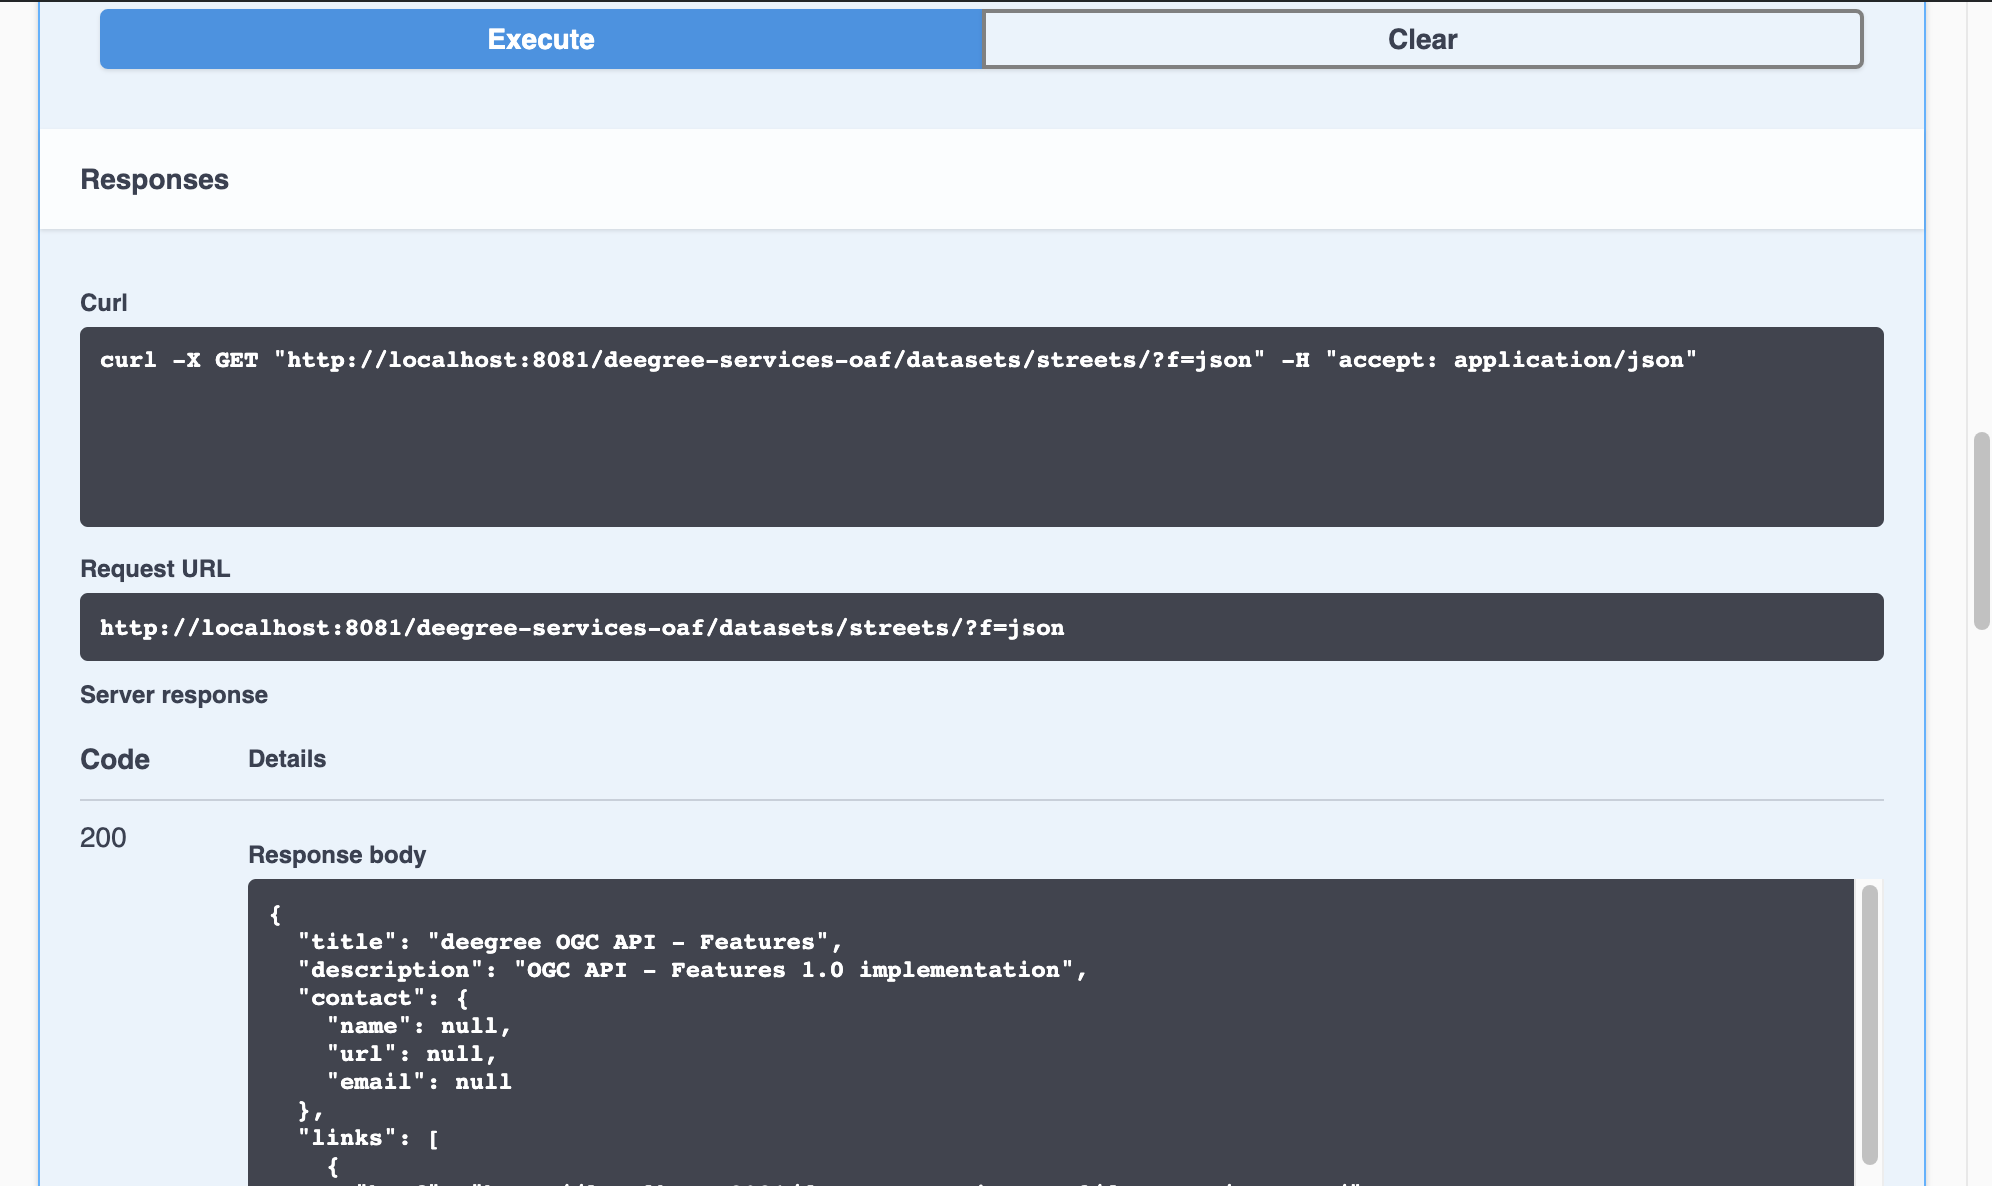 Execute
Clear
Responses
Curl
curl -X GET "http://localhost:8081/deegree-services-oaf/datasets/streets/?f=json" -H "accept: application/json"
Request URL
http://localhost:8081/deegree-services-oaf/datasets/streets/?f=json
Server response
Code Details
200
Response body
{
  "title": "deegree OGC API - Features",
  "description": "OGC API - Features 1.0 implementation",
  "contact": {
    "name": null,
    "url": null,
    "email": null
  },
  "links": [
    {